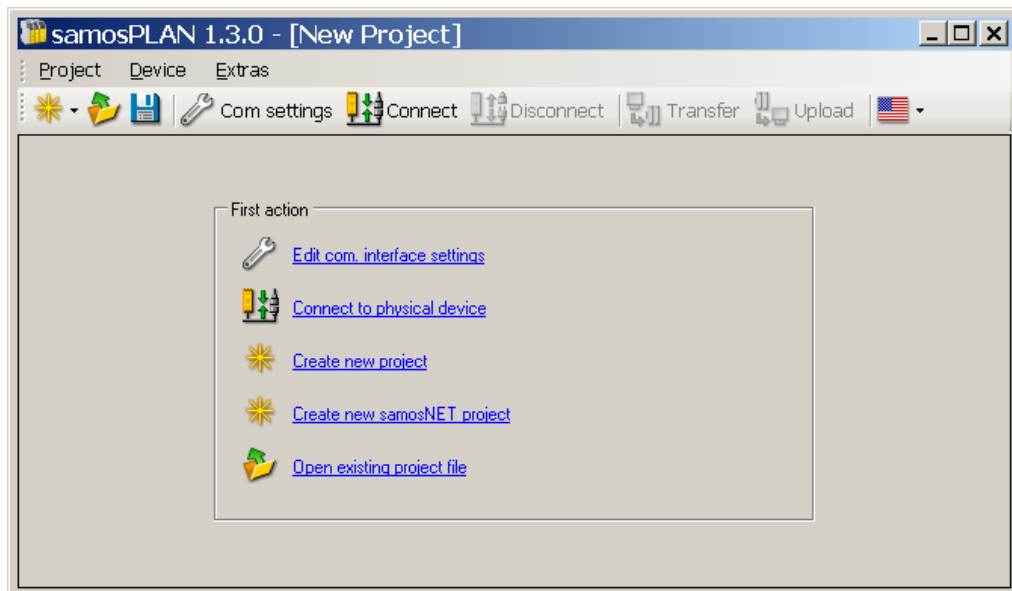 samosPLAN 1.3.0 - [New Project]
Project Device Extras
Com settings Connect Disconnect Transfer Upload
First action
Edit com. interface settings
Connect to physical device
Create new project
Create new samosNET project
Open existing project file